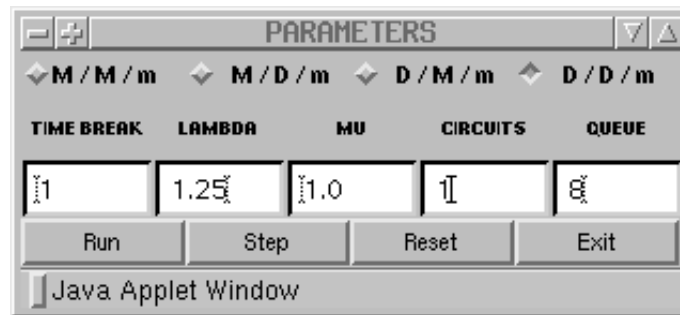 PARAMETERS
M/M/m M/D/m D/M/m D/D/m
TIME BREAK LAMBDA MU CIRCUITS QUEUE
1 1.25 1.0 1 8
Run Step Reset Exit
Java Applet Window